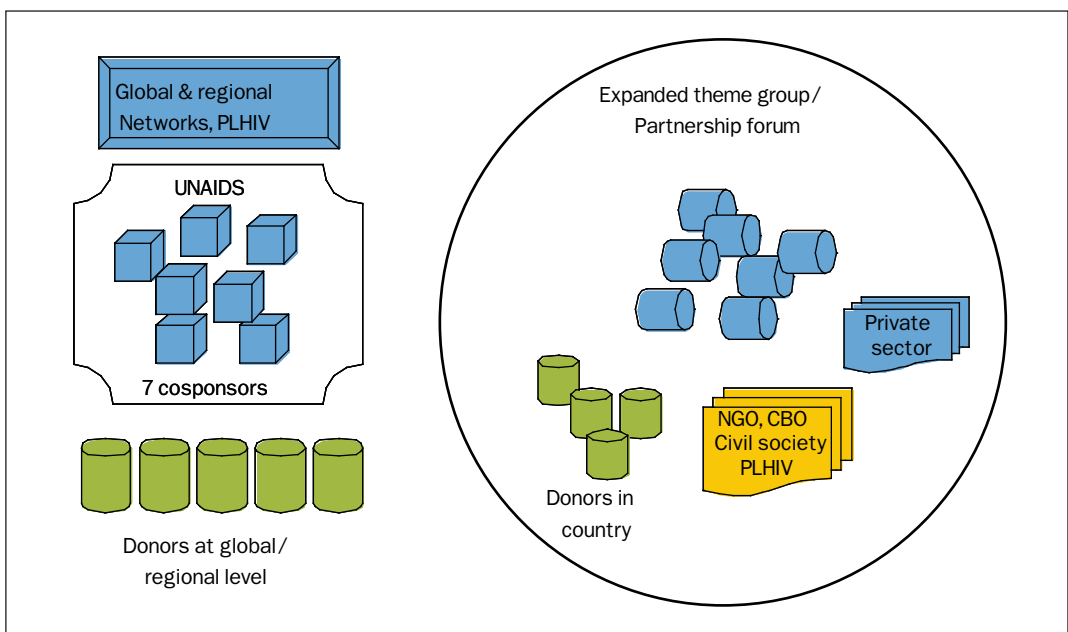 Global & regional
Networks, PLHIV
UNAIDS
7 cosponsors
Donors at global/
regional level
Expanded theme group/
Partnership forum
Private
sector
NGO, CBO
Civil society
PLHIV
Donors in
country